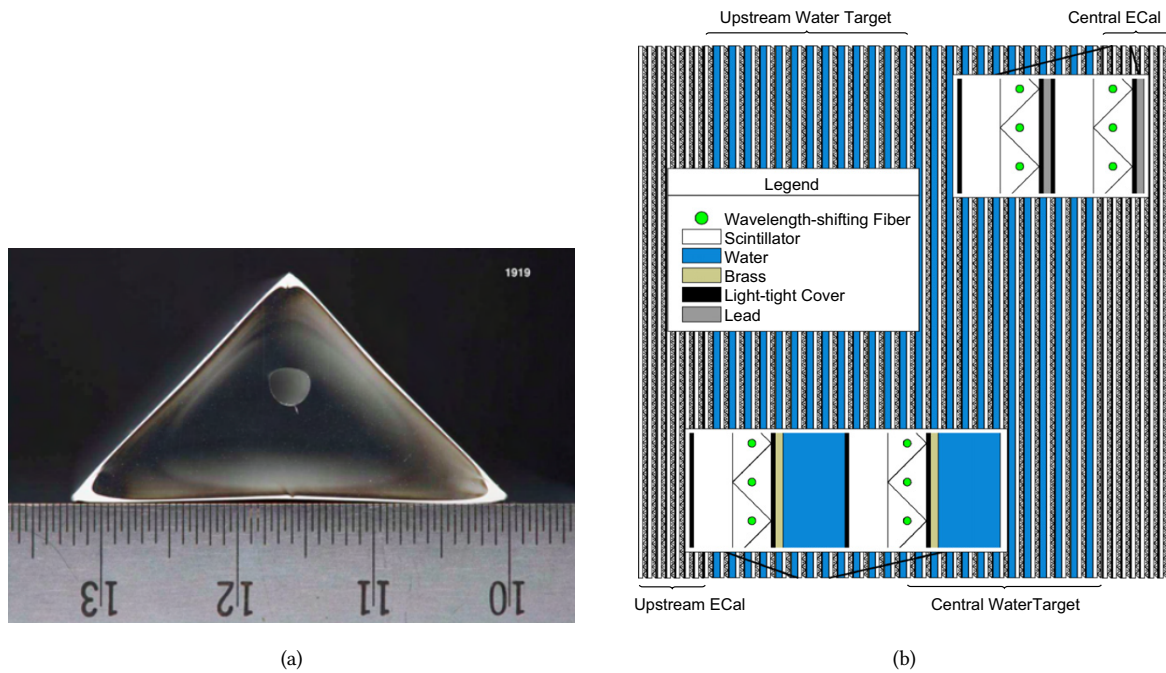 Upstream Water Target
Central ECal
1919
Legend
Wavelength-shifting Fiber
Scintillator
Water
Brass
Light-tight Cover
Lead
13
12
11
10
Upstream ECal
Central WaterTarget
(a)
(b)